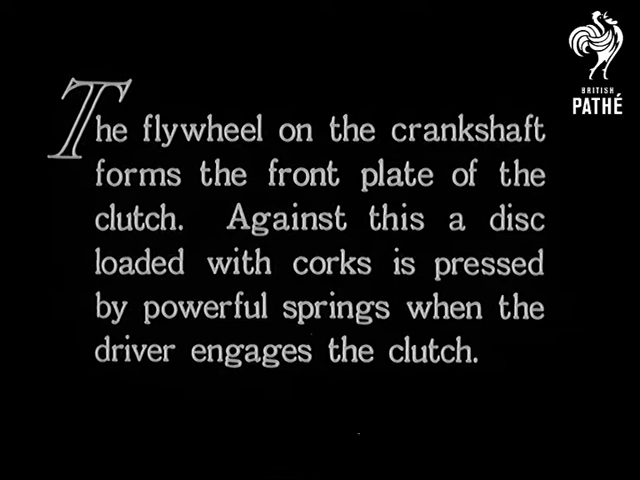 BRITISH
PATHÉ
The flywheel on the crankshaft
forms the front plate of the
clutch. Against this a disc
loaded with corks is pressed
by powerful springs when the
driver engages the clutch.